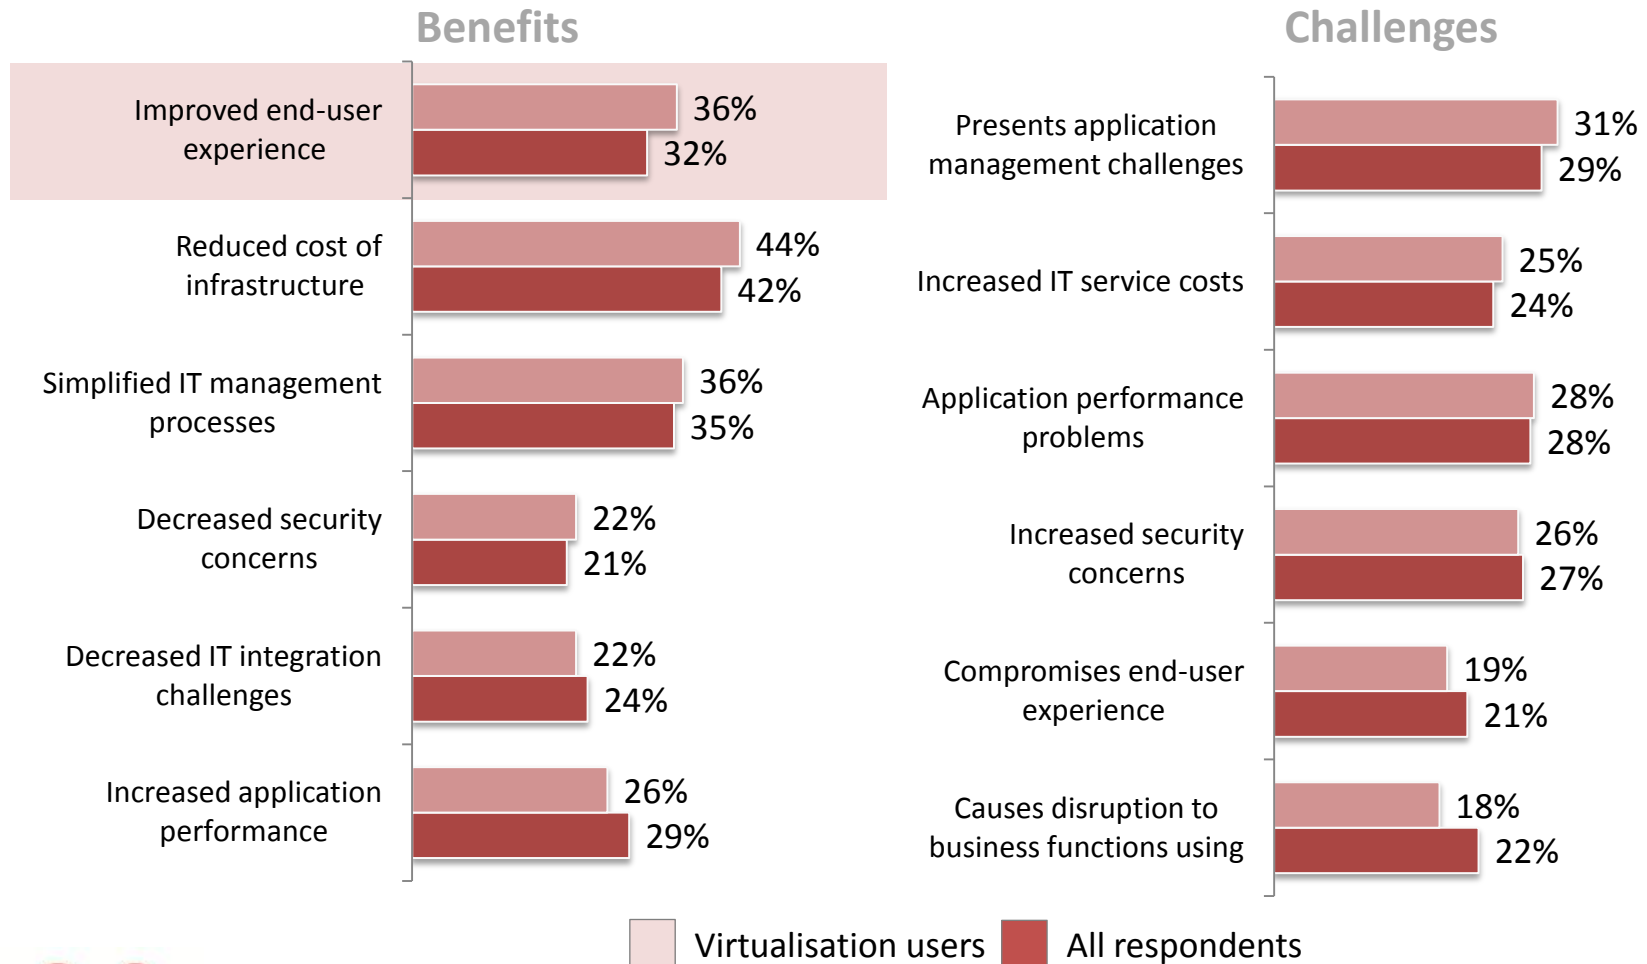 Benefits
Improved end-user
experience
36%
32%
Reduced cost of
infrastructure
44%
42%
Simplified IT management
processes
36%
35%
Decreased security
concerns
22%
21%
Decreased IT integration
challenges
22%
24%
Increased application
performance
26%
29%
Challenges
Presents application
management challenges
31%
29%
Increased IT service costs
25%
24%
Application performance
problems
28%
28%
Increased security
concerns
26%
27%
Compromises end-user
experience
19%
21%
Causes disruption to
business functions using
18%
22%
Virtualisation users
All respondents